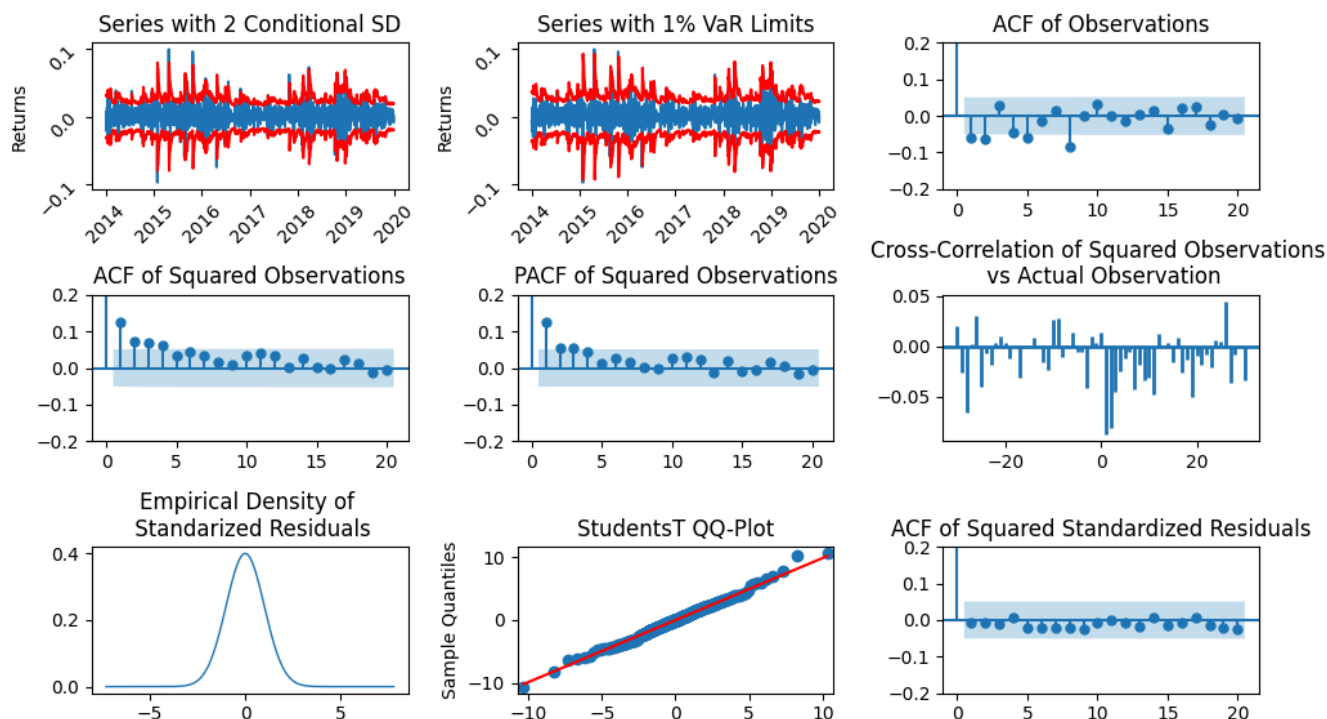 Series with 2 Conditional SD
Returns
0.1
0.0
−0.1
2014 2015 2016 2017 2018 2019 2020
Series with 1% VaR Limits
Returns
0.1
0.0
−0.1
2014 2015 2016 2017 2018 2019 2020
ACF of Observations
0.2
0.1
0.0
−0.1
−0.2
0 5 10 15 20
ACF of Squared Observations
0.2
0.1
0.0
−0.1
−0.2
0 5 10 15 20
PACF of Squared Observations
0.2
0.1
0.0
−0.1
−0.2
0 5 10 15 20
Cross-Correlation of Squared Observations
vs Actual Observation
0.05
0.00
−0.05
−20 0 20
Empirical Density of
Standarized Residuals
0.4
0.2
0.0
−5 0 5
StudentsT QQ-Plot
Sample Quantiles
10
0
−10
−10 −5 0 5 10
ACF of Squared Standardized Residuals
0.2
0.1
0.0
−0.1
−0.2
0 5 10 15 20